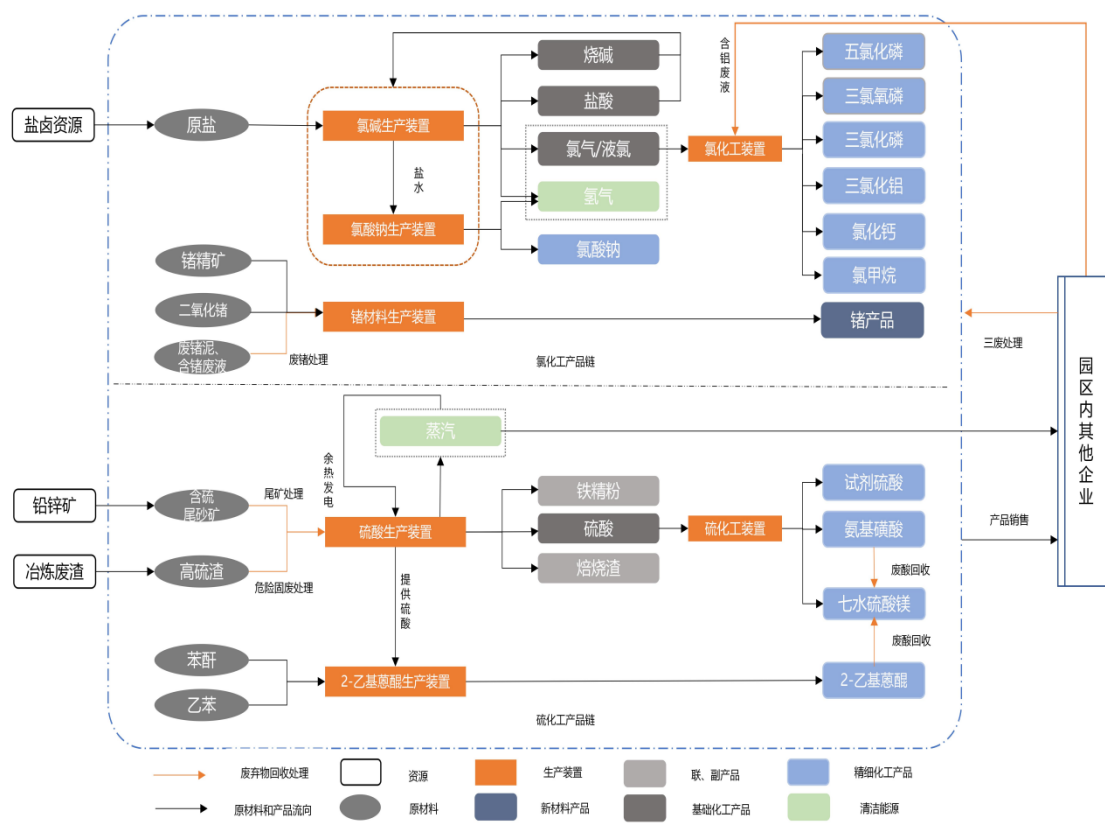 盐卤资源
原盐
氯碱生产装置
盐水
氯酸钠生产装置
烧碱
盐酸
氯气/液氯
氢气
氯酸钠
含铝废液
氯化工装置
五氯化磷
三氯氧磷
三氯化磷
三氯化铝
氯化钙
氯甲烷
锗精矿
二氧化锗
废锗泥、
含锗废液
废锗处理
锗材料生产装置
锗产品
氯化工产品链
三废处理
园区内其他企业
产品销售
蒸汽
余热发电
铅锌矿
含硫
尾砂矿
尾矿处理
冶炼废渣
高硫渣
危险固废处理
硫酸生产装置
提供硫酸
铁精粉
硫酸
焙烧渣
硫化工装置
试剂硫酸
氨基磺酸
废酸回收
七水硫酸镁
废酸回收
苯酐
乙苯
2-乙基蒽醌生产装置
2-乙基蒽醌
硫化工产品链
废弃物回收处理
资源
生产装置
联、副产品
精细化工产品
原材料和产品流向
原材料
新材料产品
基础化工产品
清洁能源